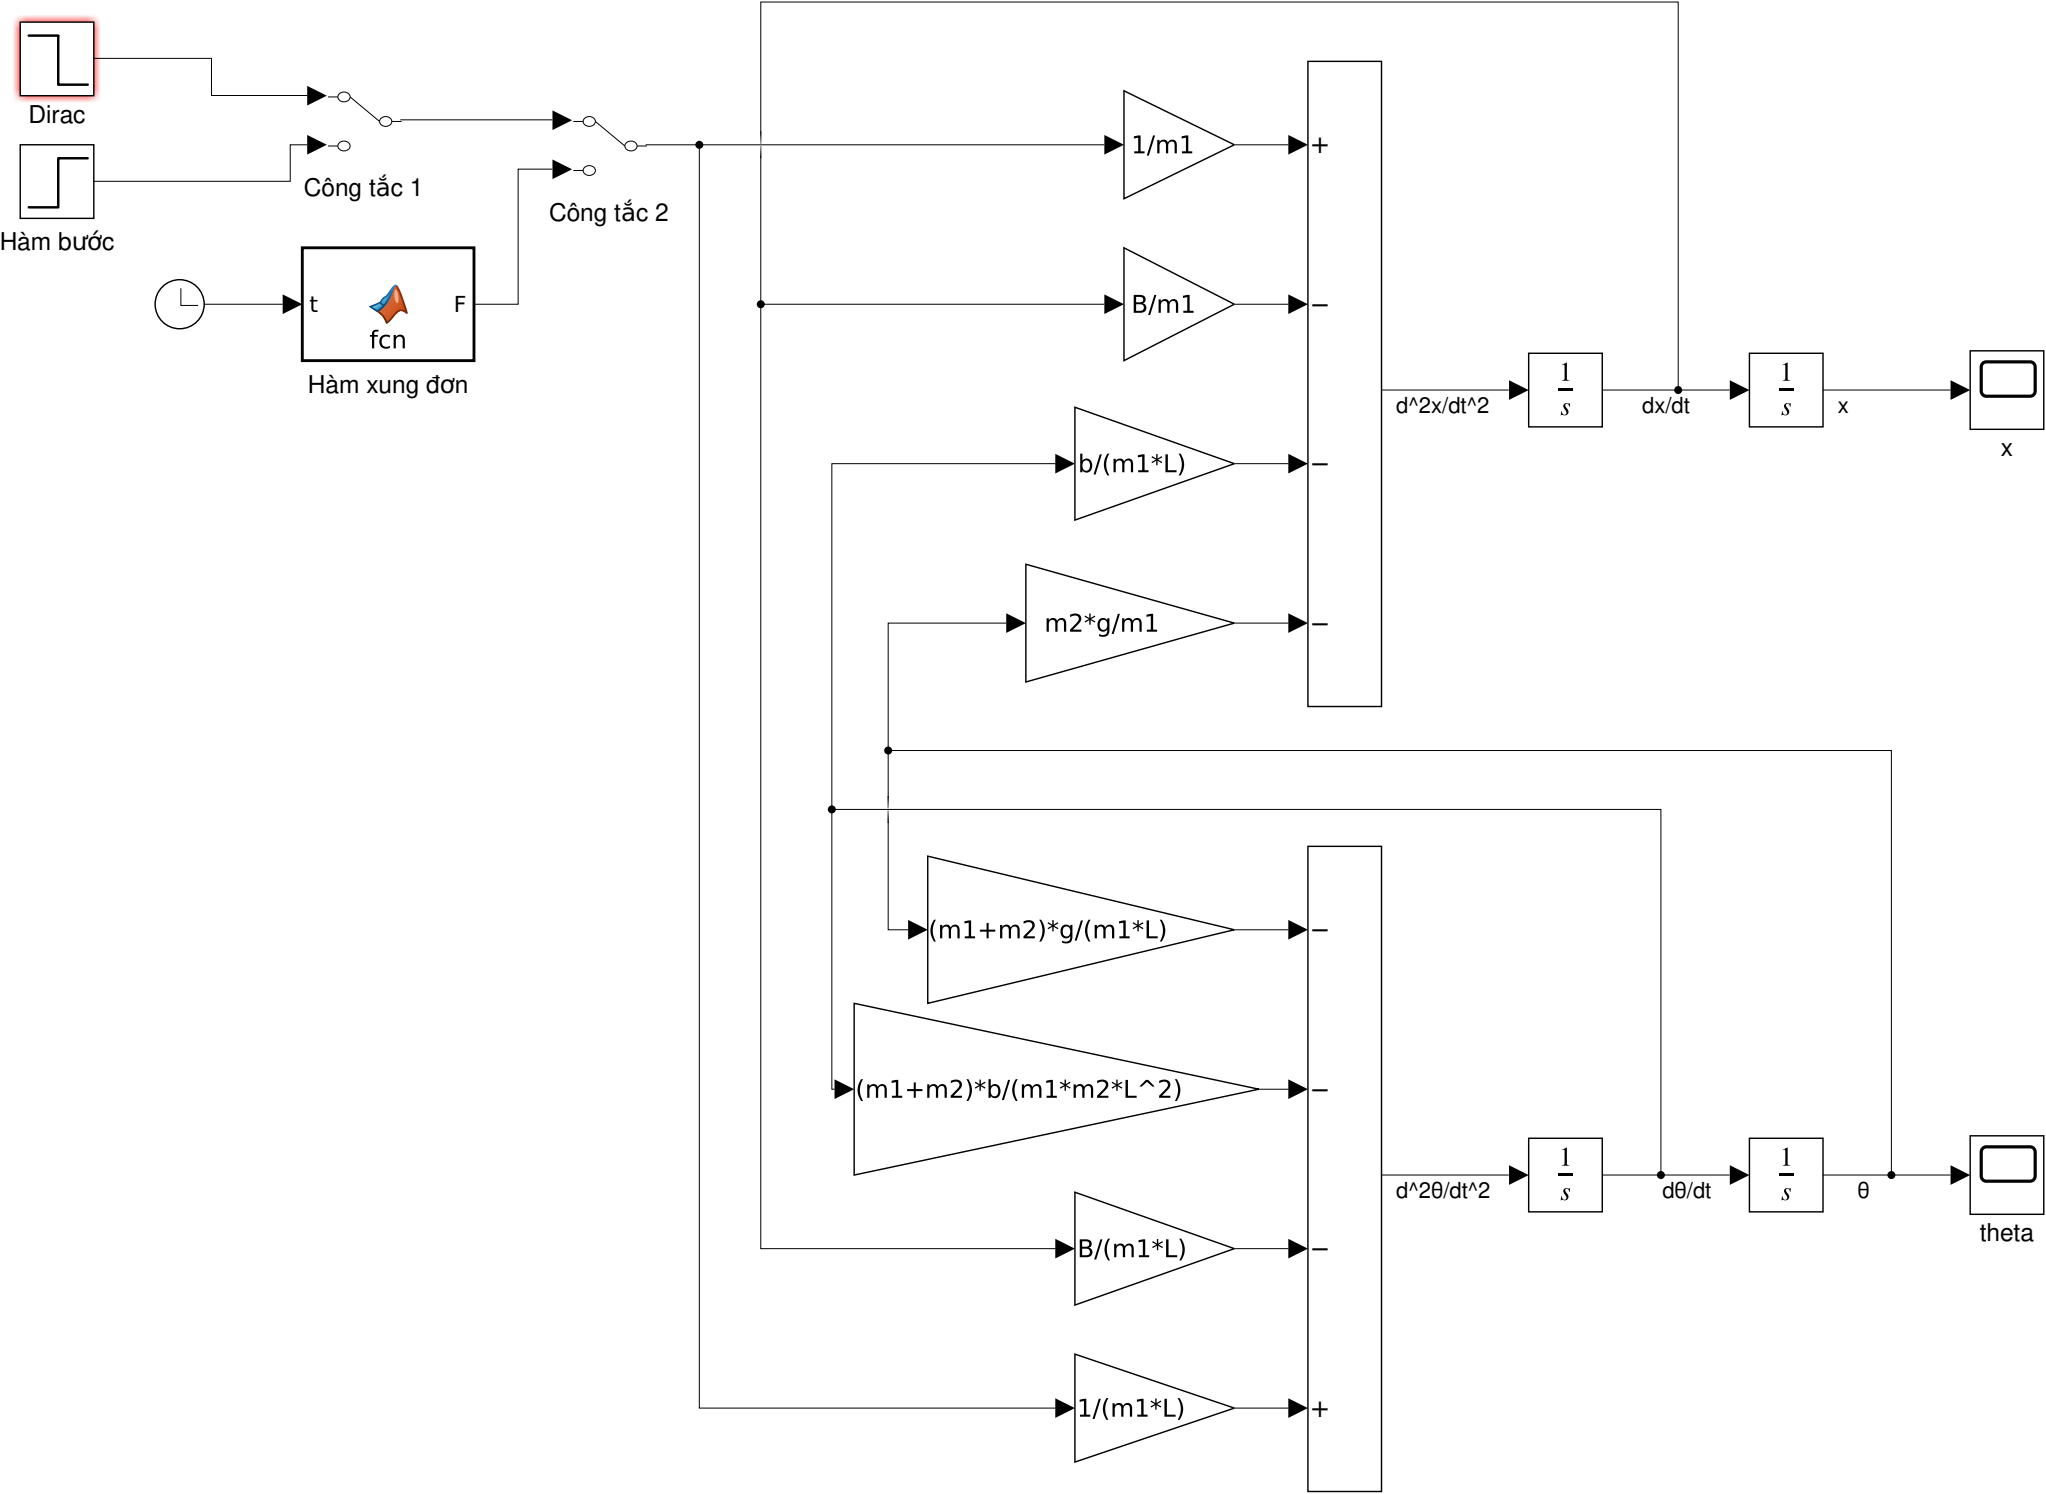 Dirac
Hàm bước
Công tắc 1
Công tắc 2
t
fcn
F
Hàm xung đơn
1/m1
+
B/m1
−
b/(m1*L)
−
m2*g/m1
−
d^2x/dt^2
1
s
dx/dt
1
s
x
x
(m1+m2)*g/(m1*L)
−
(m1+m2)*b/(m1*m2*L^2)
−
B/(m1*L)
−
1/(m1*L)
+
d^2θ/dt^2
1
s
dθ/dt
1
s
θ
theta